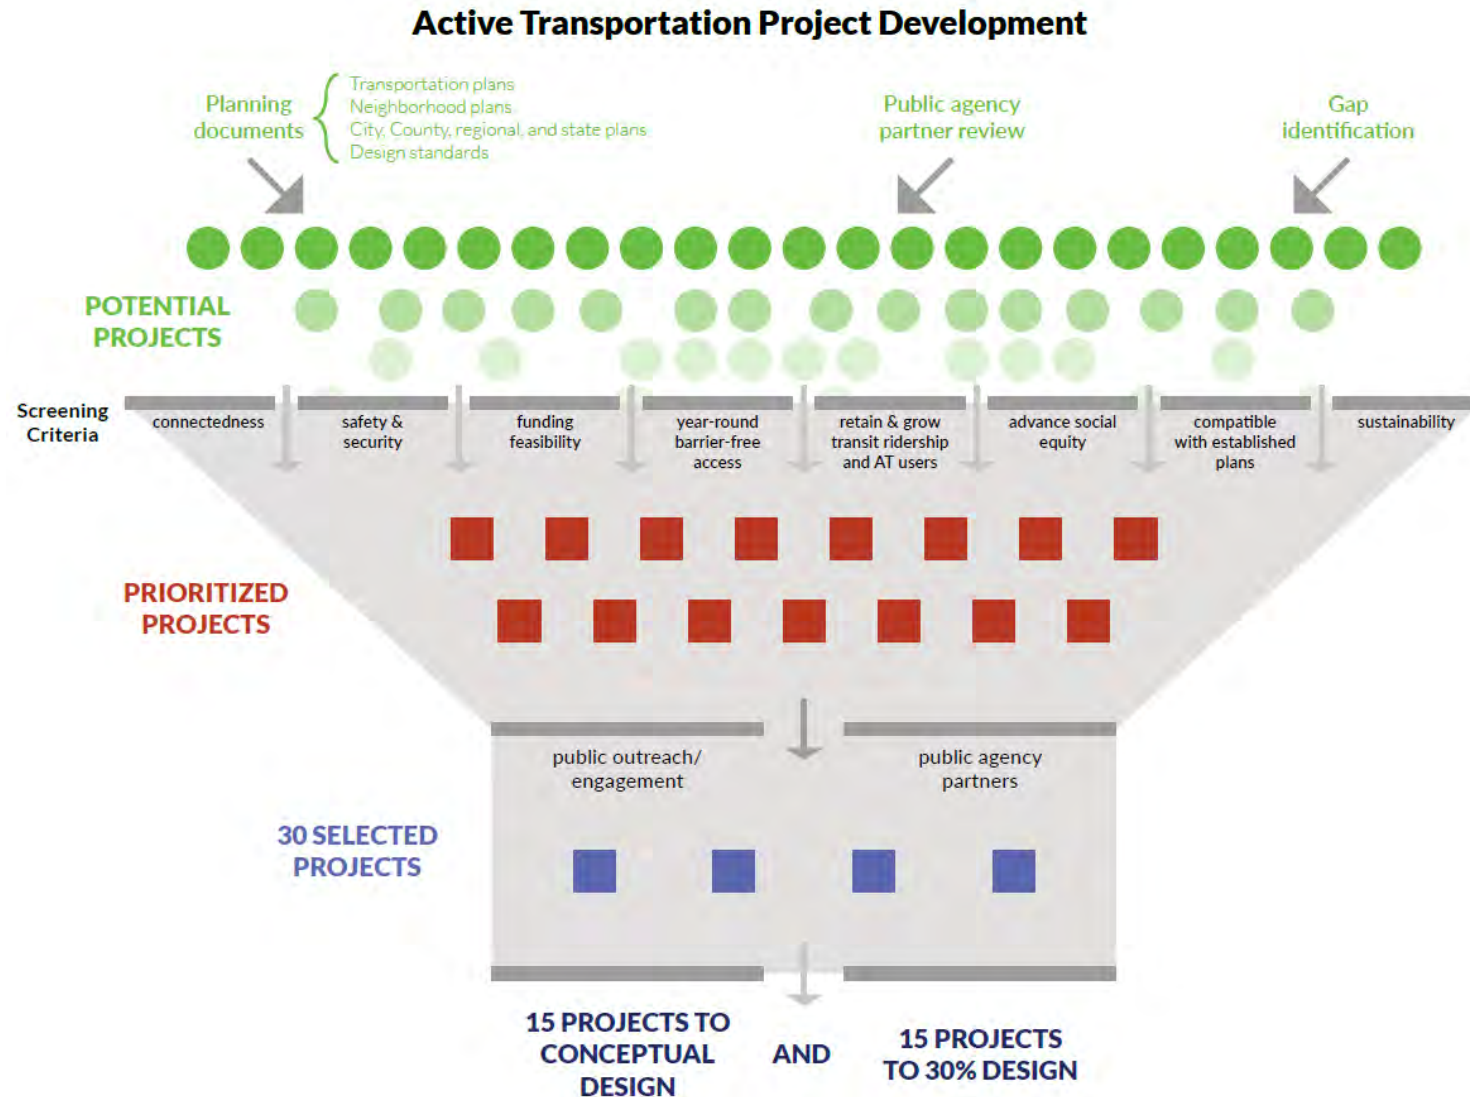 Active Transportation Project Development
Planning
documents
Transportation plans
Neighborhood plans
City, County, regional, and state plans
Design standards
Public agency
partner review
Gap
identification
POTENTIAL
PROJECTS
Screening
Criteria
connectedness
safety &
security
funding
feasibility
year-round
barrier-free
access
retain & grow
transit ridership
and AT users
advance social
equity
compatible
with established
plans
sustainability
PRIORITIZED
PROJECTS
public outreach/
engagement
public agency
partners
30 SELECTED
PROJECTS
15 PROJECTS TO
CONCEPTUAL
DESIGN
AND
15 PROJECTS
TO 30% DESIGN